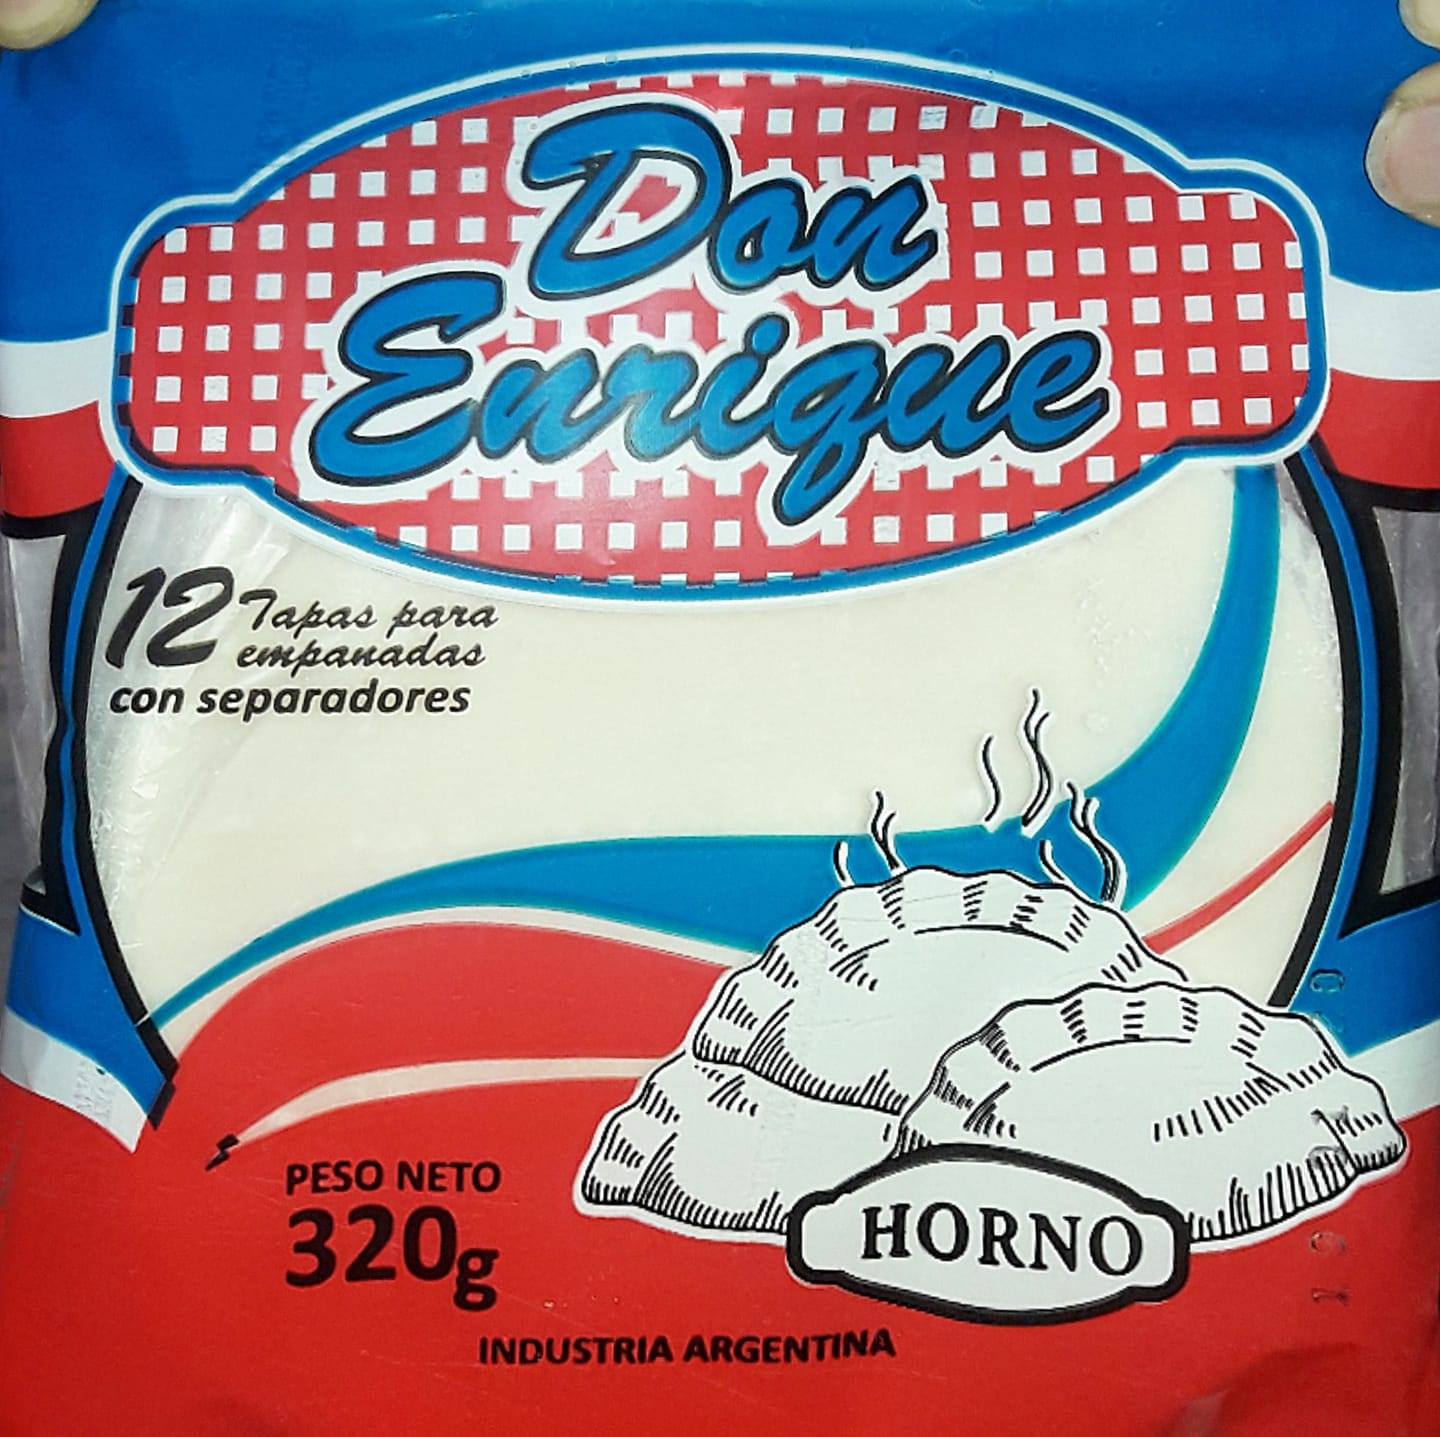 Don
Enrique
12 Tapas para
empanadas
con separadores
PESO NETO
320g
HORNO
INDUSTRIA ARGENTINA